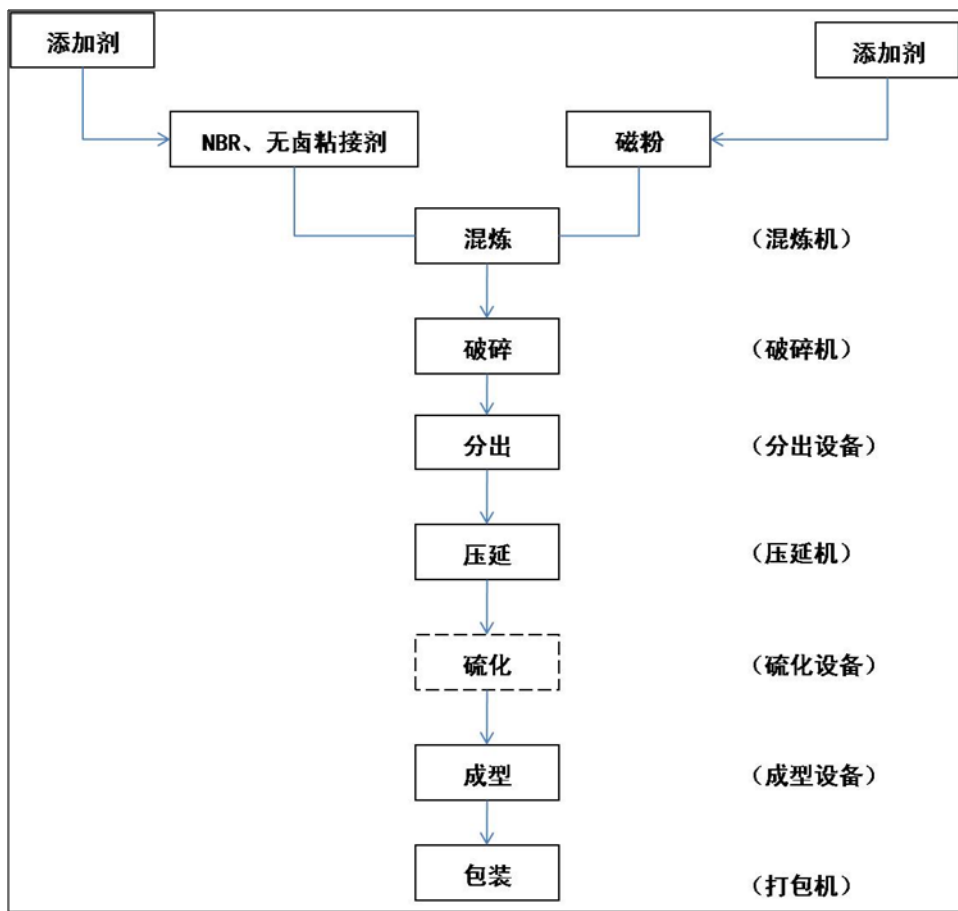 添加剂
添加剂
NBR、无卤粘接剂
磁粉
混炼
（混炼机）
破碎
（破碎机）
分出
（分出设备）
压延
（压延机）
硫化
（硫化设备）
成型
（成型设备）
包装
（打包机）